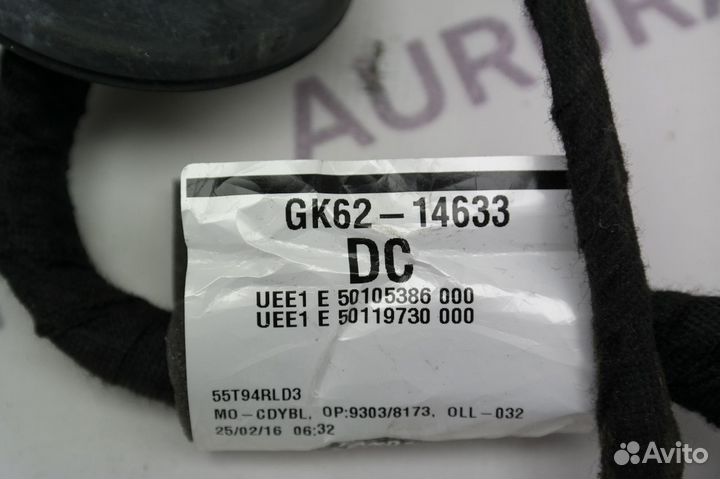 AURORA
GK62-14633
DC
UEE1 E 50105386 000
UEE1 E 50119730 000
55T94RLD3
MO-CDYBL, OP:9303/8173, OLL-032
25/02/16 06:32
Avito